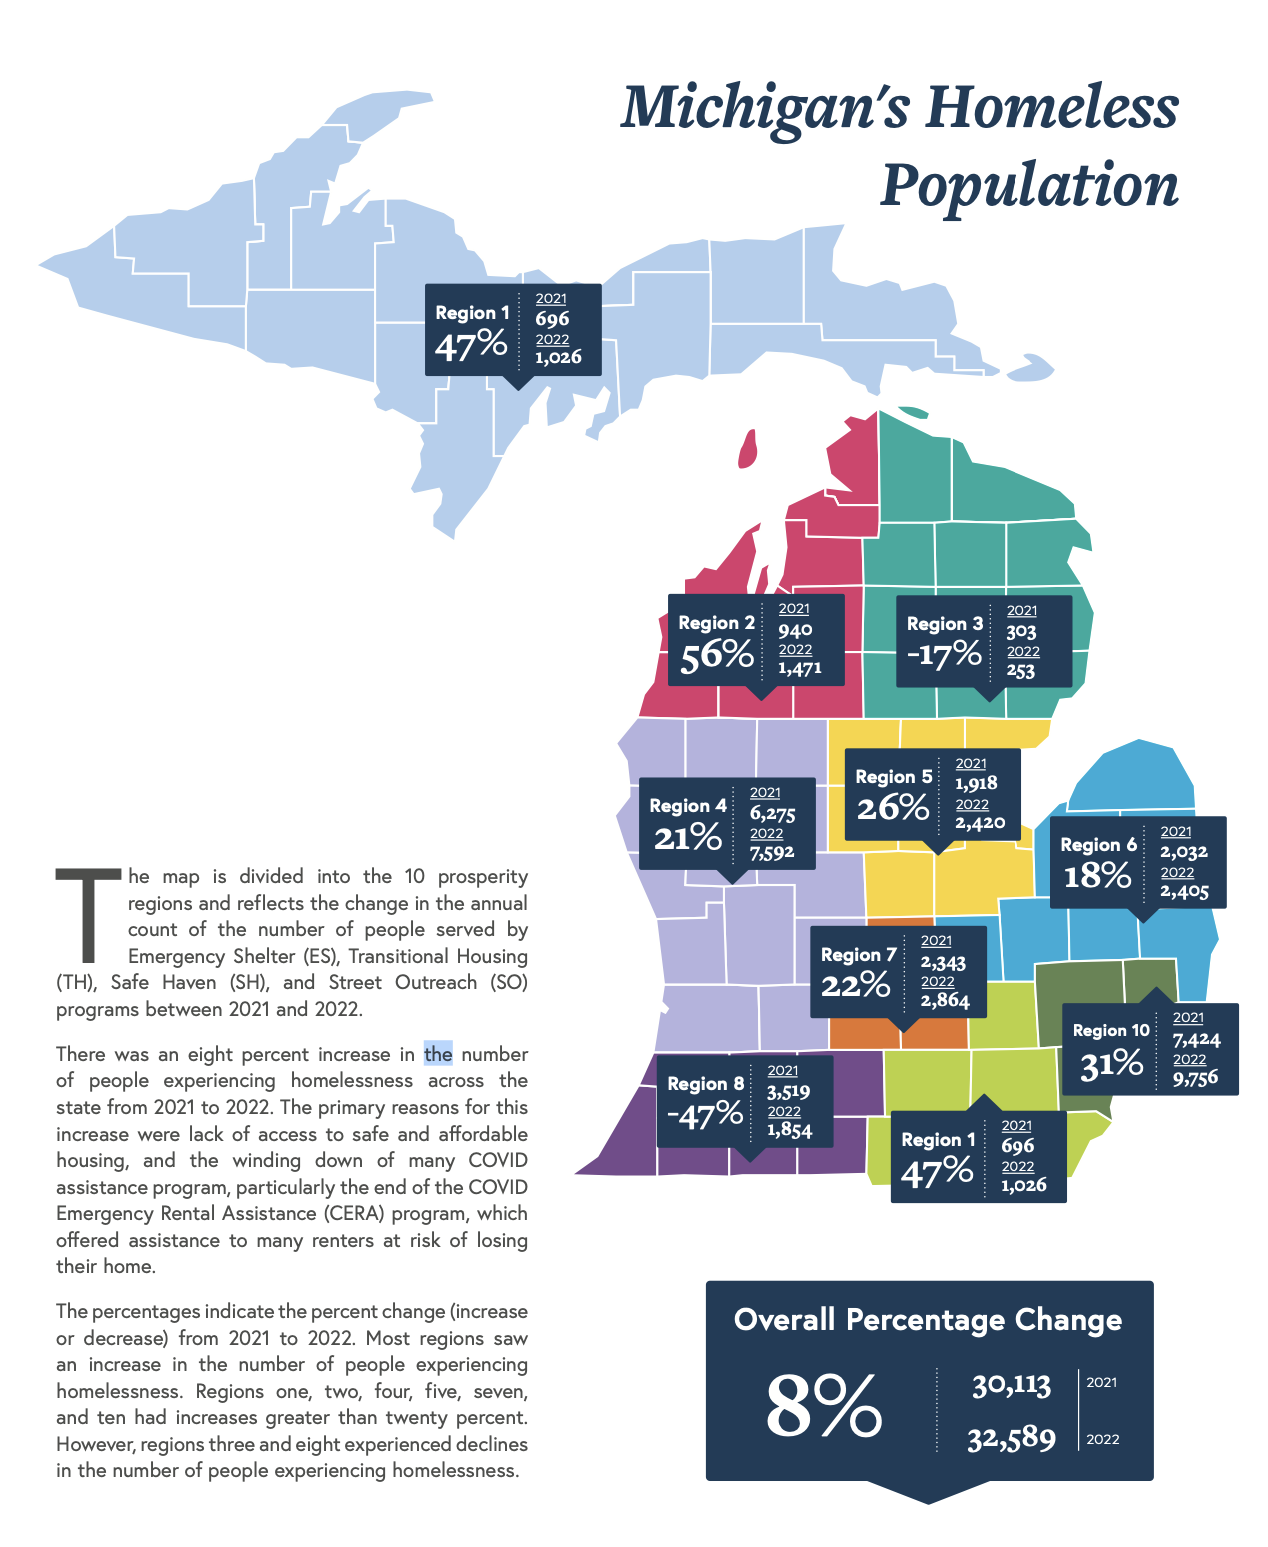 Michigan's Homeless
Population
Region 1
47%
2021
696
2022
1,026
Region 2
56%
2021
940
2022
1,471
Region 3
-17%
2021
303
2022
253
Region 4
21%
2021
6,275
2022
7,592
Region 5
26%
2021
1,918
2022
2,420
Region 6
18%
2021
2,032
2022
2,405
Region 7
22%
2021
2,343
2022
2,864
Region 10
31%
2021
7,424
2022
9,756
Region 8
-47%
2021
3,519
2022
1,854
Region 1
47%
2021
696
2022
1,026
The map is divided into the 10 prosperity
regions and reflects the change in the annual
count of the number of people served by
Emergency Shelter (ES), Transitional Housing
(TH), Safe Haven (SH), and Street Outreach (SO)
programs between 2021 and 2022.
There was an eight percent increase in the number
of people experiencing homelessness across the
state from 2021 to 2022. The primary reasons for this
increase were lack of access to safe and affordable
housing, and the winding down of many COVID
assistance program, particularly the end of the COVID
Emergency Rental Assistance (CERA) program, which
offered assistance to many renters at risk of losing
their home.
The percentages indicate the percent change (increase
or decrease) from 2021 to 2022. Most regions saw
an increase in the number of people experiencing
homelessness. Regions one, two, four, five, seven,
and ten had increases greater than twenty percent.
However, regions three and eight experienced declines
in the number of people experiencing homelessness.
Overall Percentage Change
8%
30,113 2021
32,589 2022